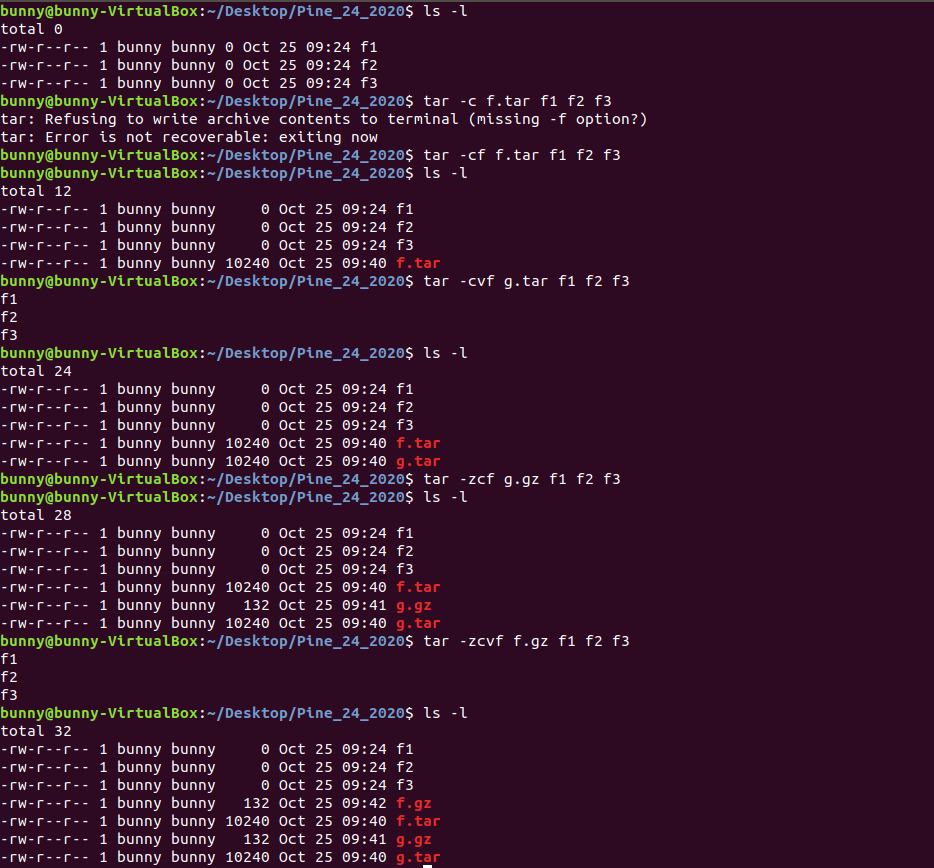 bunny@bunny-VirtualBox:~/Desktop/Pine_24_2020$ ls -l
total 0
-rw-r--r-- 1 bunny bunny 0 Oct 25 09:24 f1
-rw-r--r-- 1 bunny bunny 0 Oct 25 09:24 f2
-rw-r--r-- 1 bunny bunny 0 Oct 25 09:24 f3
bunny@bunny-VirtualBox:~/Desktop/Pine_24_2020$ tar -c f.tar f1 f2 f3
tar: Refusing to write archive contents to terminal (missing -f option?)
tar: Error is not recoverable: exiting now
bunny@bunny-VirtualBox:~/Desktop/Pine_24_2020$ tar -cf f.tar f1 f2 f3
bunny@bunny-VirtualBox:~/Desktop/Pine_24_2020$ ls -l
total 12
-rw-r--r-- 1 bunny bunny     0 Oct 25 09:24 f1
-rw-r--r-- 1 bunny bunny     0 Oct 25 09:24 f2
-rw-r--r-- 1 bunny bunny     0 Oct 25 09:24 f3
-rw-r--r-- 1 bunny bunny 10240 Oct 25 09:40 f.tar
bunny@bunny-VirtualBox:~/Desktop/Pine_24_2020$ tar -cvf g.tar f1 f2 f3
f1
f2
f3
bunny@bunny-VirtualBox:~/Desktop/Pine_24_2020$ ls -l
total 24
-rw-r--r-- 1 bunny bunny     0 Oct 25 09:24 f1
-rw-r--r-- 1 bunny bunny     0 Oct 25 09:24 f2
-rw-r--r-- 1 bunny bunny     0 Oct 25 09:24 f3
-rw-r--r-- 1 bunny bunny 10240 Oct 25 09:40 f.tar
-rw-r--r-- 1 bunny bunny 10240 Oct 25 09:40 g.tar
bunny@bunny-VirtualBox:~/Desktop/Pine_24_2020$ tar -zcf g.gz f1 f2 f3
bunny@bunny-VirtualBox:~/Desktop/Pine_24_2020$ ls -l
total 28
-rw-r--r-- 1 bunny bunny     0 Oct 25 09:24 f1
-rw-r--r-- 1 bunny bunny     0 Oct 25 09:24 f2
-rw-r--r-- 1 bunny bunny     0 Oct 25 09:24 f3
-rw-r--r-- 1 bunny bunny 10240 Oct 25 09:40 f.tar
-rw-r--r-- 1 bunny bunny   132 Oct 25 09:41 g.gz
-rw-r--r-- 1 bunny bunny 10240 Oct 25 09:40 g.tar
bunny@bunny-VirtualBox:~/Desktop/Pine_24_2020$ tar -zcvf f.gz f1 f2 f3
f1
f2
f3
bunny@bunny-VirtualBox:~/Desktop/Pine_24_2020$ ls -l
total 32
-rw-r--r-- 1 bunny bunny     0 Oct 25 09:24 f1
-rw-r--r-- 1 bunny bunny     0 Oct 25 09:24 f2
-rw-r--r-- 1 bunny bunny     0 Oct 25 09:24 f3
-rw-r--r-- 1 bunny bunny   132 Oct 25 09:42 f.gz
-rw-r--r-- 1 bunny bunny 10240 Oct 25 09:40 f.tar
-rw-r--r-- 1 bunny bunny   132 Oct 25 09:41 g.gz
-rw-r--r-- 1 bunny bunny 10240 Oct 25 09:40 g.tar